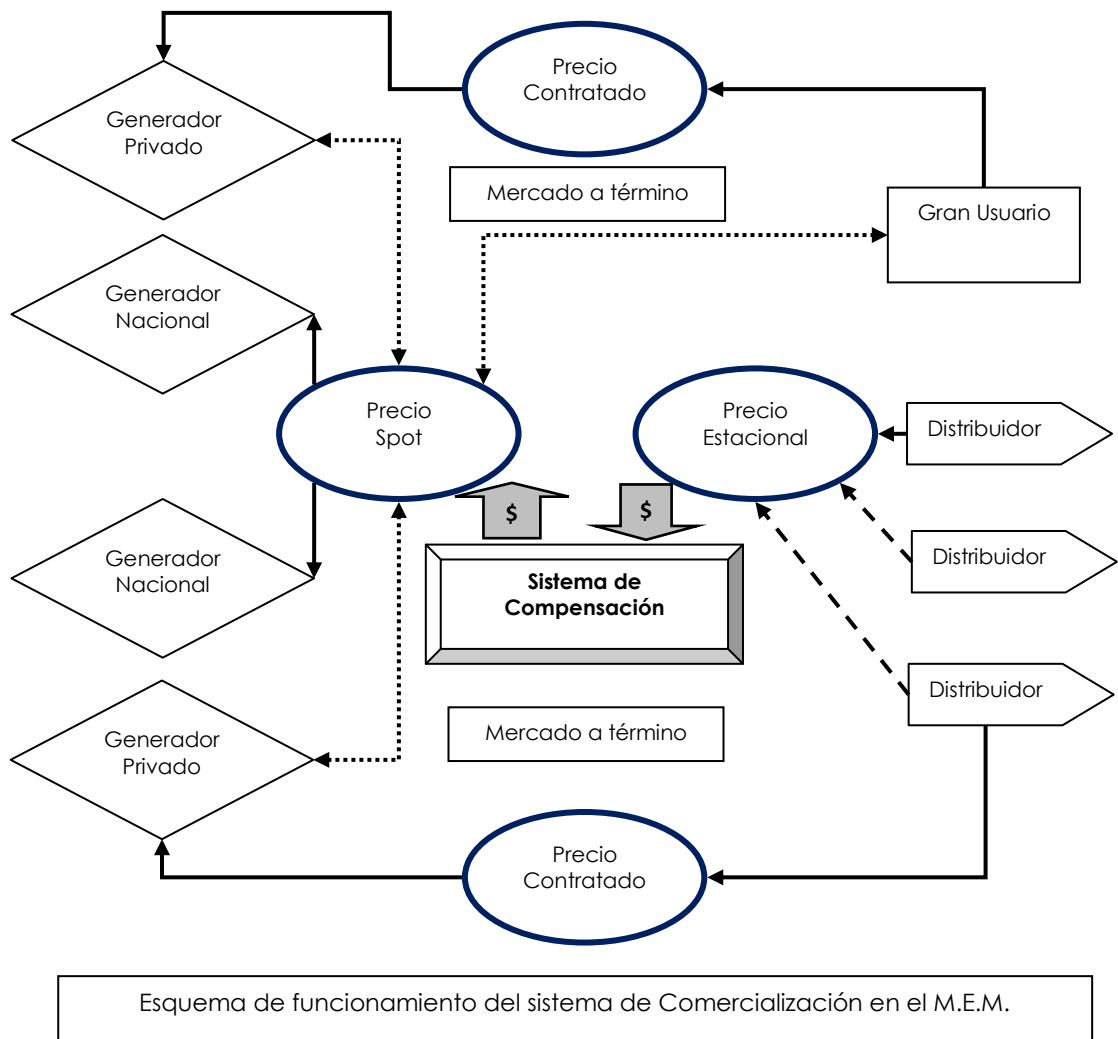 Precio
Contratado
Generador
Privado
Mercado a término
Gran Usuario
Generador
Nacional
Precio
Spot
Precio
Estacional
Distribuidor
$
$
Generador
Nacional
Distribuidor
Sistema de
Compensación
Distribuidor
Mercado a término
Generador
Privado
Precio
Contratado
Esquema de funcionamiento del sistema de Comercialización en el M.E.M.